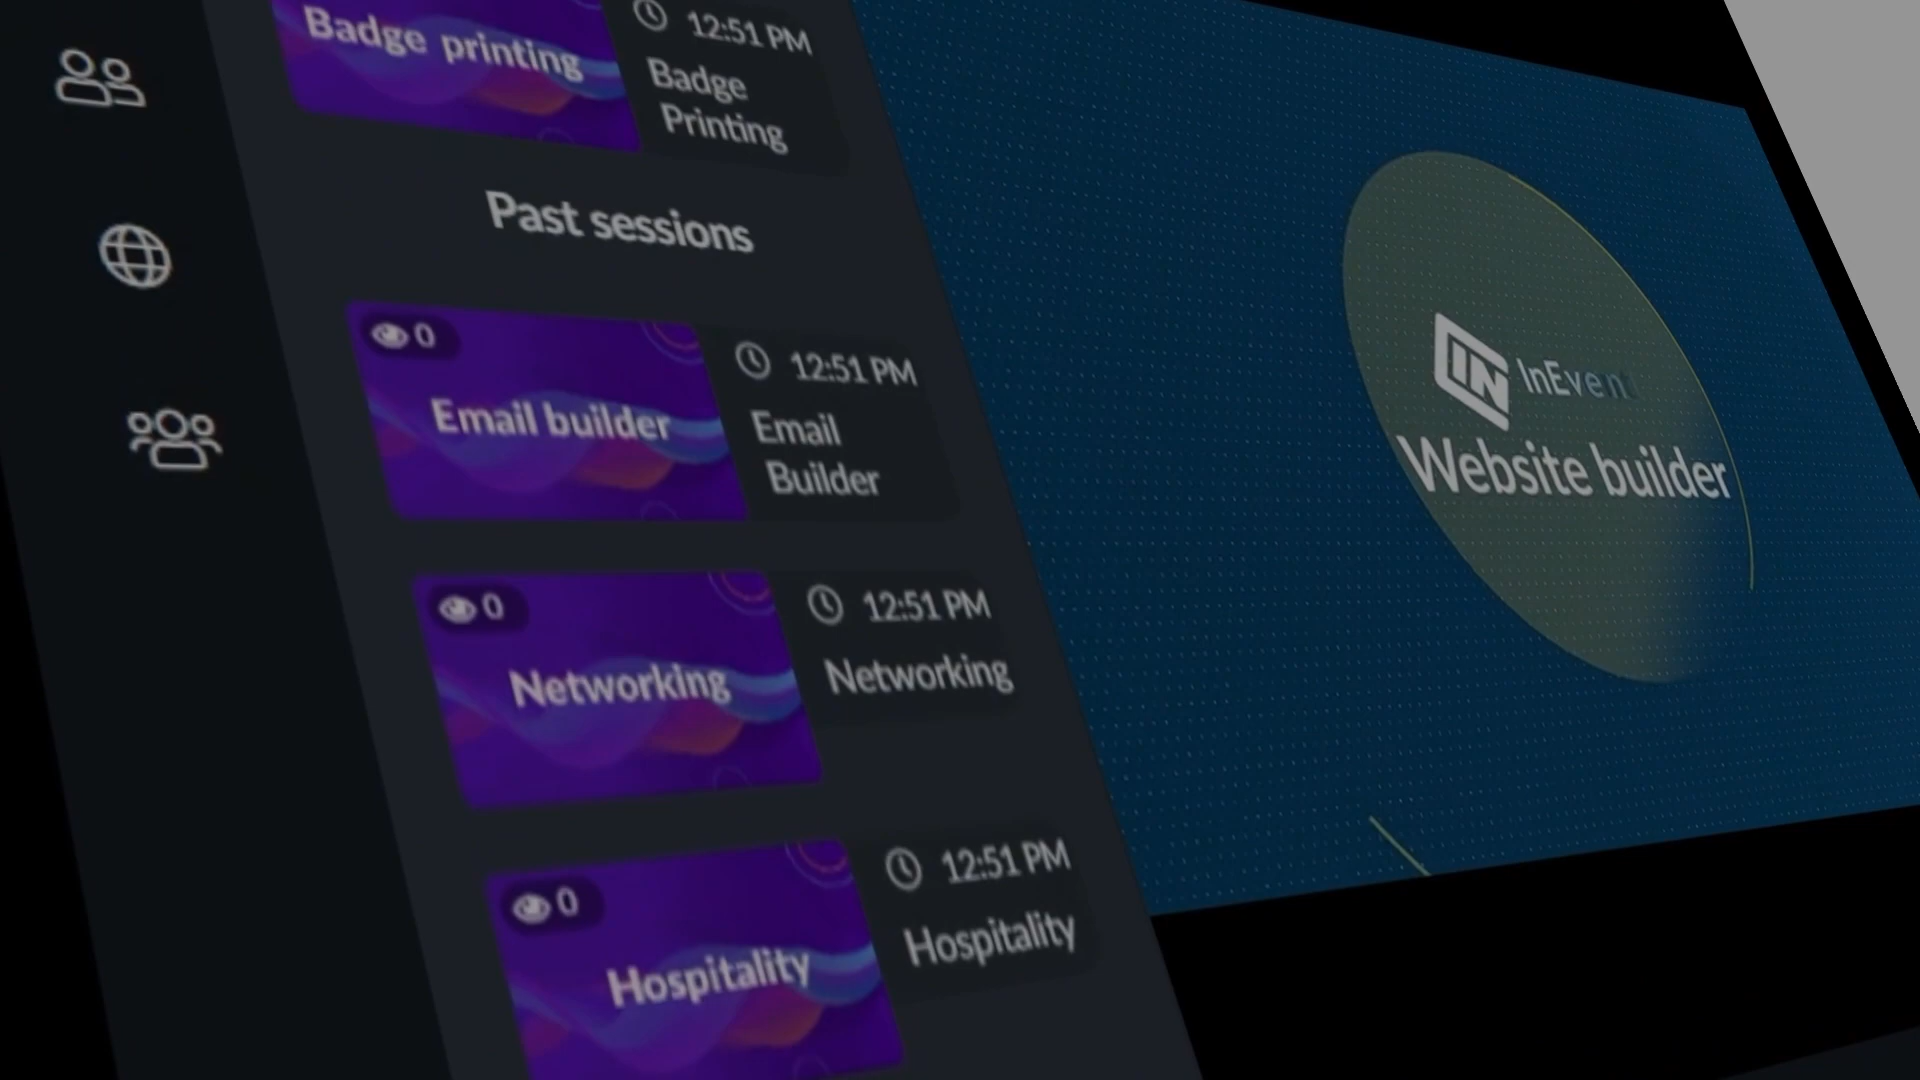 Badge printing
12:51 PM
Badge
Printing
Past sessions
0
Email builder
12:51 PM
Email
Builder
0
Networking
12:51 PM
Networking
0
Hospitality
12:51 PM
Hospitality
IN InEvent
Website builder